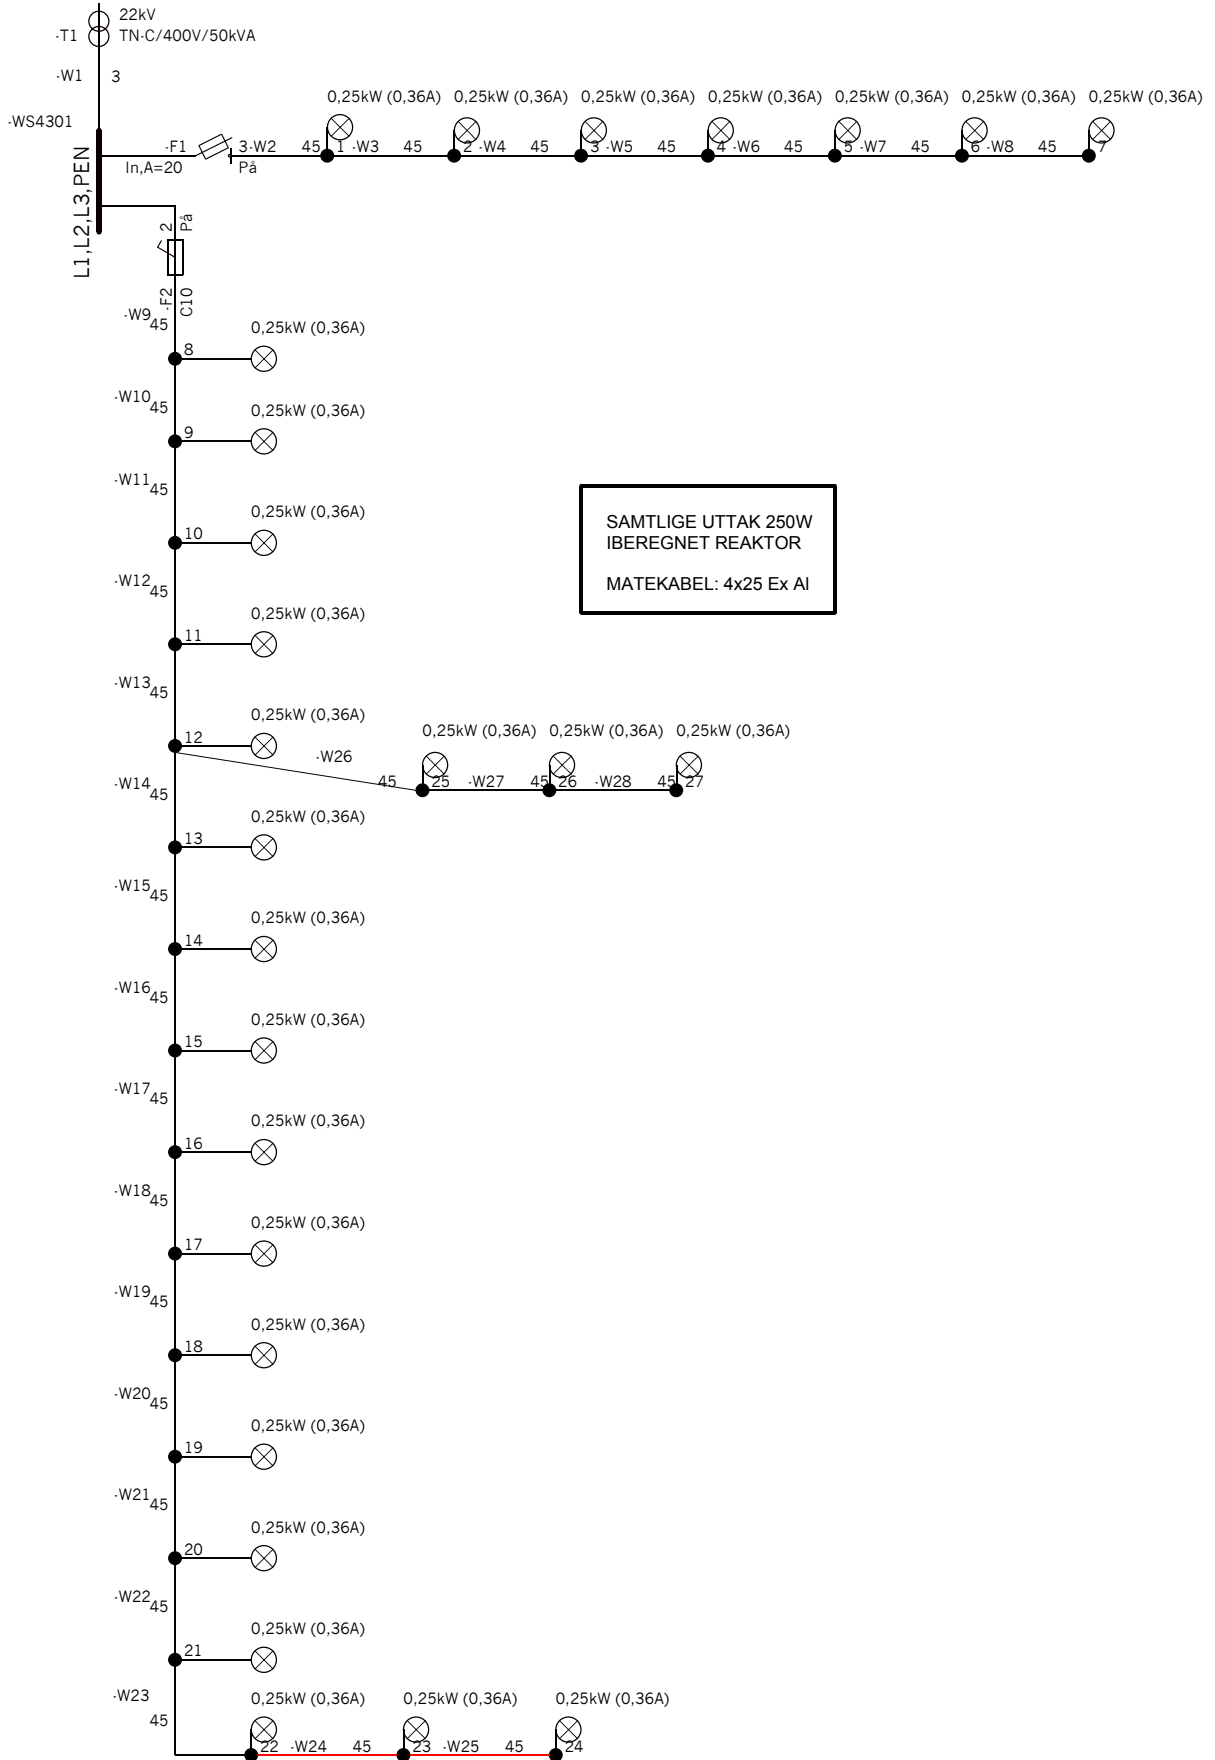 22kV
-T1 TN-C/400V/50kVA
-W1 3
-WS4301
L1,L2,L3,PEN
0,25kW (0,36A) 0,25kW (0,36A) 0,25kW (0,36A) 0,25kW (0,36A) 0,25kW (0,36A) 0,25kW (0,36A) 0,25kW (0,36A)
-F1 3-W2 45 1 -W3 45 2 -W4 45 3 -W5 45 4 -W6 45 5 -W7 45 6 -W8 45 7
In,A=20 På
2
På
-F2
C10
-W9 45
0,25kW (0,36A)
8
-W10 45
0,25kW (0,36A)
9
-W11 45
0,25kW (0,36A)
10
SAMTLIGE UTTAK 250W
IBEREGNET REAKTOR
MATEKABEL: 4x25 Ex Al
-W12 45
0,25kW (0,36A)
11
-W13 45
0,25kW (0,36A)
12
-W26
0,25kW (0,36A) 0,25kW (0,36A) 0,25kW (0,36A)
45 25 -W27 45 26 -W28 45 27
-W14 45
0,25kW (0,36A)
13
-W15 45
0,25kW (0,36A)
14
-W16 45
0,25kW (0,36A)
15
-W17 45
0,25kW (0,36A)
16
-W18 45
0,25kW (0,36A)
17
-W19 45
0,25kW (0,36A)
18
-W20 45
0,25kW (0,36A)
19
-W21 45
0,25kW (0,36A)
20
-W22 45
0,25kW (0,36A)
21
-W23 45
0,25kW (0,36A) 0,25kW (0,36A) 0,25kW (0,36A)
22 -W24 45 23 -W25 45 24